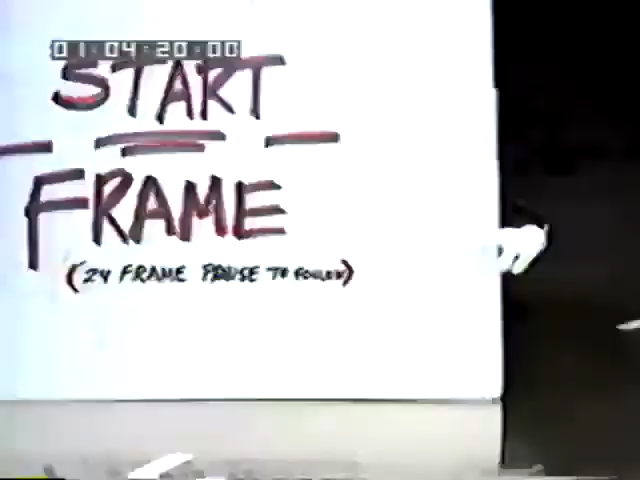 01:04:20:00
START
FRAME
(24 FRAME PAUSE TO FOLLOW)